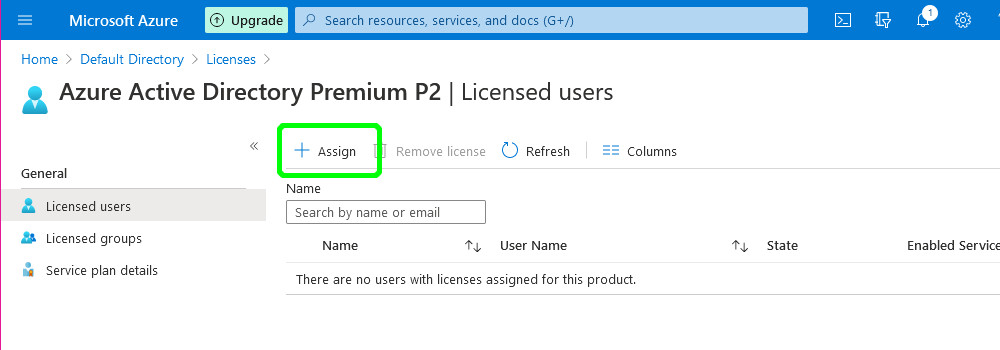 Microsoft Azure
Upgrade
Search resources, services, and docs (G+/)
1
Home > Default Directory > Licenses >
Azure Active Directory Premium P2 | Licensed users
«
+ Assign
Remove license
Refresh
Columns
General
Licensed users
Licensed groups
Service plan details
Name
Search by name or email
Name ↑↓ User Name ↑↓ State Enabled Service
There are no users with licenses assigned for this product.